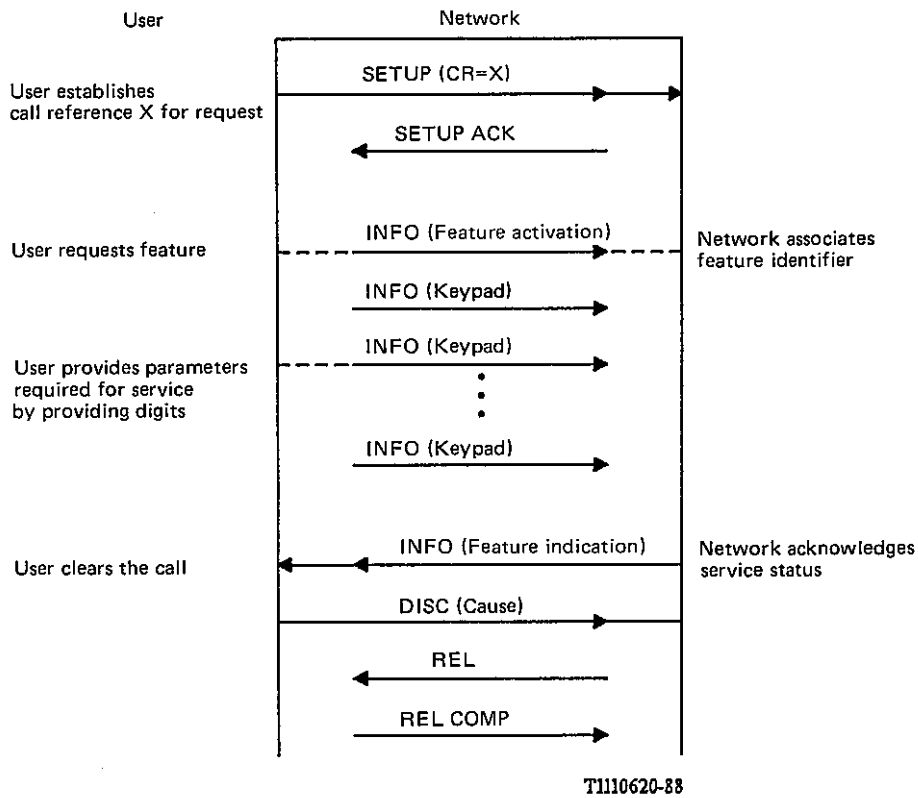 User
Network
SETUP (CR=X)
User establishes
call reference X for request
SETUP ACK
INFO (Feature activation)
User requests feature
Network associates
feature identifier
INFO (Keypad)
INFO (Keypad)
User provides parameters
required for service
by providing digits
INFO (Keypad)
INFO (Feature indication)
User clears the call
Network acknowledges
service status
DISC (Cause)
REL
REL COMP
T1110620-88